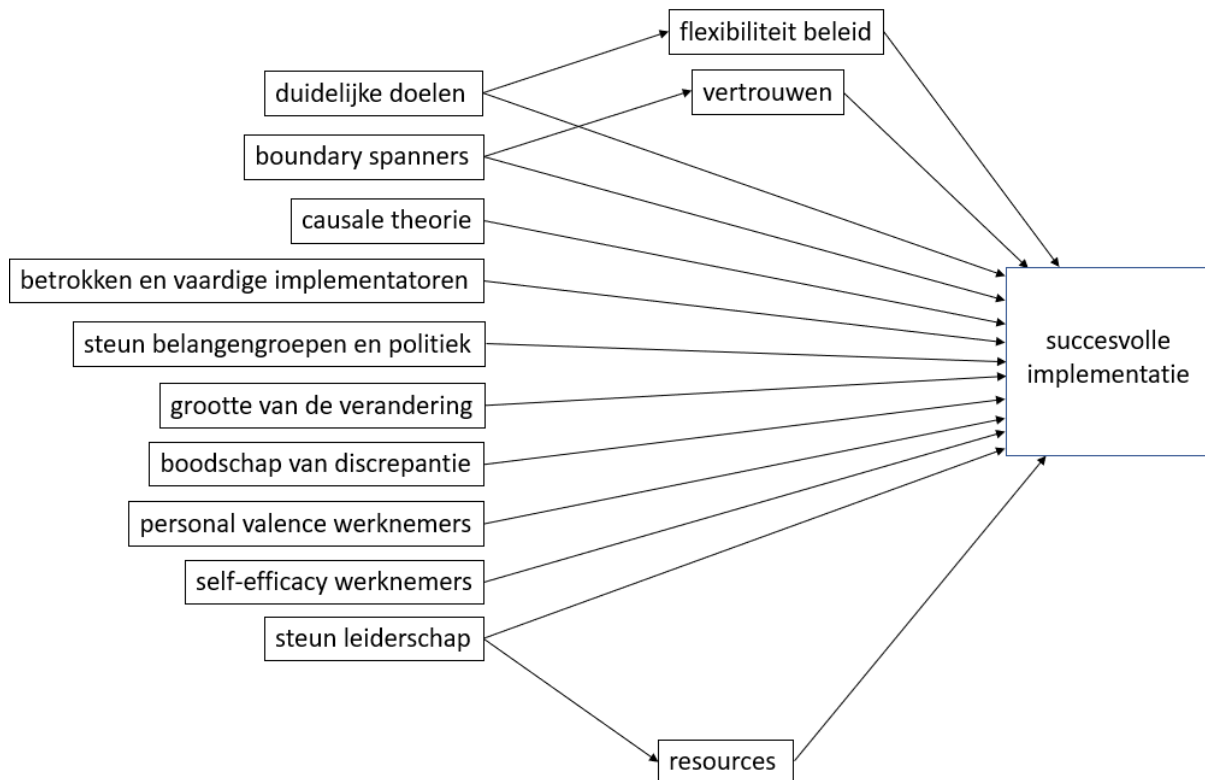 flexibiliteit beleid
duidelijke doelen
vertrouwen
boundary spanners
causale theorie
betrokken en vaardige implementatoren
steun belangengroepen en politiek
succesvolle
implementatie
grootte van de verandering
boodschap van discrepantie
personal valence werknemers
self-efficacy werknemers
steun leiderschap
resources